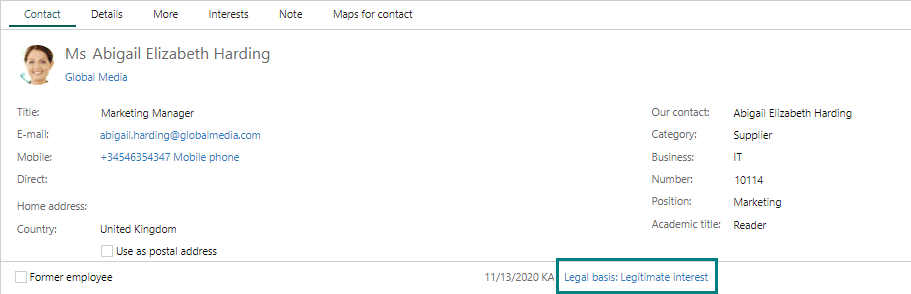 Contact Details More Interests Note Maps for contact
Ms Abigail Elizabeth Harding
Global Media
Title: Marketing Manager
E-mail: abigail.harding@globalmedia.com
Mobile: +34546354347 Mobile phone
Direct:
Home address:
Country: United Kingdom
Use as postal address
Our contact: Abigail Elizabeth Harding
Category: Supplier
Business: IT
Number: 10114
Position: Marketing
Academic title: Reader
Former employee 11/13/2020 KA Legal basis: Legitimate interest